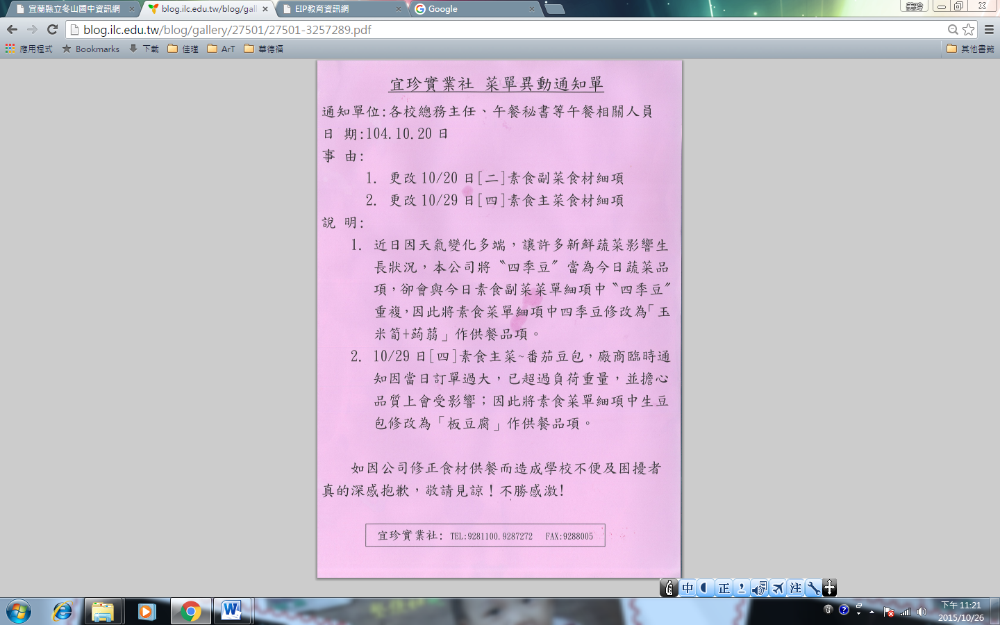 宜蘭縣立冬山國中資訊網
blog.ilc.edu.tw/blog/gall
EIP教育資訊網
Google
美玲
blog.ilc.edu.tw/blog/gallery/27501/27501-3257289.pdf
應用程式 Bookmarks 下載 佳瑾 ArT 華德福 其他書籤
宜珍實業社 菜單異動通知單
通知單位:各校總務主任、午餐秘書等午餐相關人員
日 期:104.10.20日
事 由:
1. 更改10/20日[二]素食副菜食材細項
2. 更改10/29日[四]素食主菜食材細項
說 明:
1. 近日因天氣變化多端，讓許多新鮮蔬菜影響生
長狀況，本公司將〝四季豆〞當為今日蔬菜品
項，卻會與今日素食副菜菜單細項中〝四季豆〞
重複，因此將素食菜單細項中四季豆修改為「玉
米筍+蒟蒻」作供餐品項。
2. 10/29日[四]素食主菜~番茄豆包，廠商臨時通
知因當日訂單過大，已超過負荷重量，並擔心
品質上會受影響；因此將素食菜單細項中生豆
包修改為「板豆腐」作供餐品項。
如因公司修正食材供餐而造成學校不便及困擾者
真的深感抱歉，敬請見諒！不勝感激!
宜珍實業社: TEL:9281100.9287272 FAX:9288005
中 正 注
下午 11:21
2015/10/26